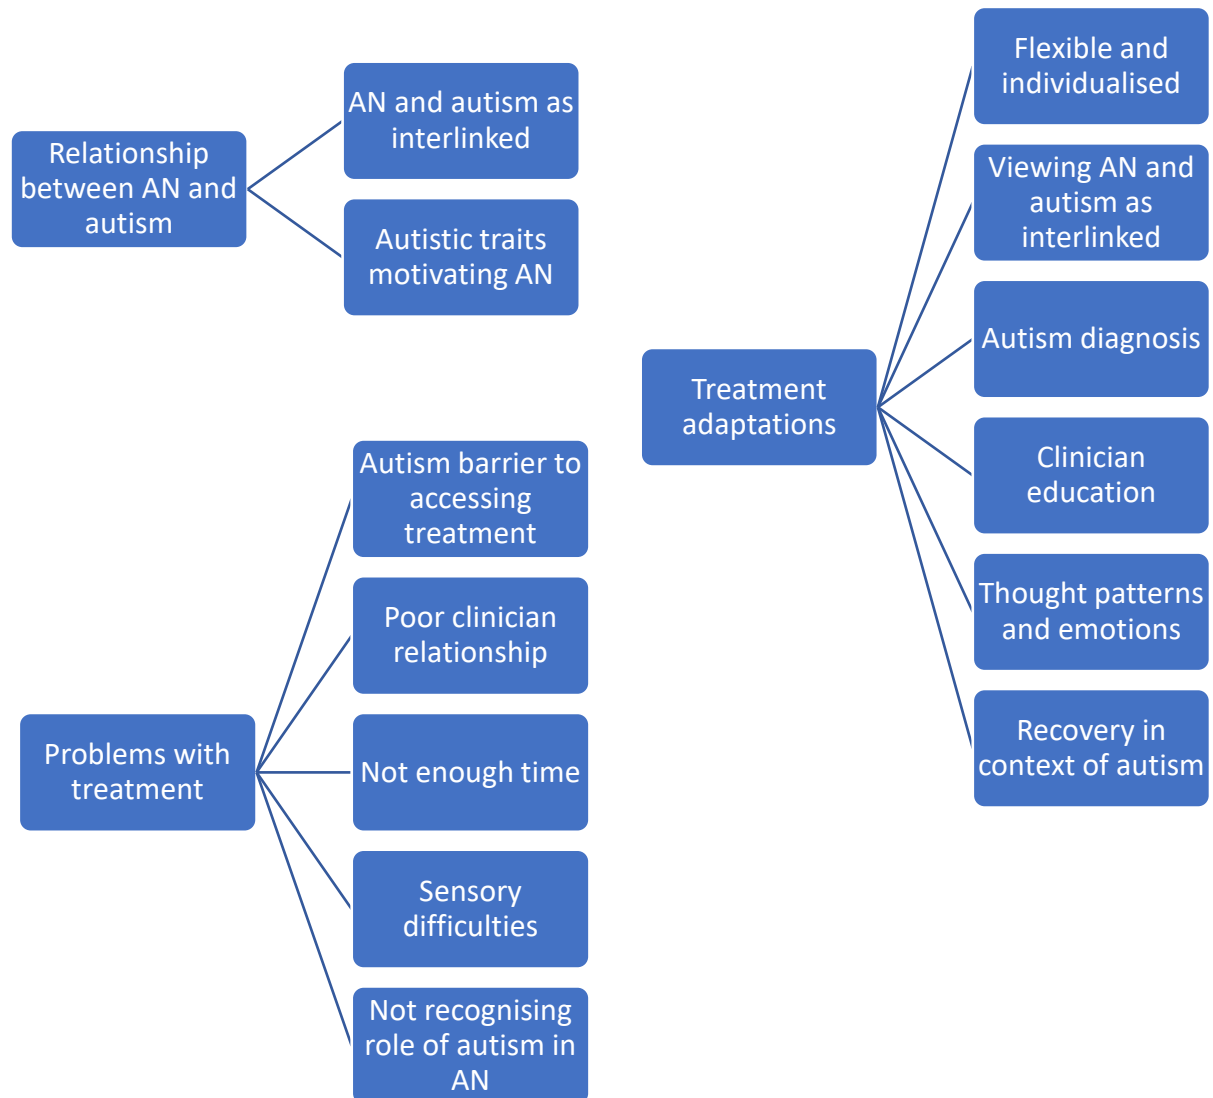 Relationship
between AN and
autism
AN and autism as
interlinked
Autistic traits
motivating AN
Problems with
treatment
Autism barrier to
accessing
treatment
Poor clinician
relationship
Not enough time
Sensory
difficulties
Not recognising
role of autism in
AN
Treatment
adaptations
Flexible and
individualised
Viewing AN and
autism as
interlinked
Autism diagnosis
Clinician
education
Thought patterns
and emotions
Recovery in
context of autism